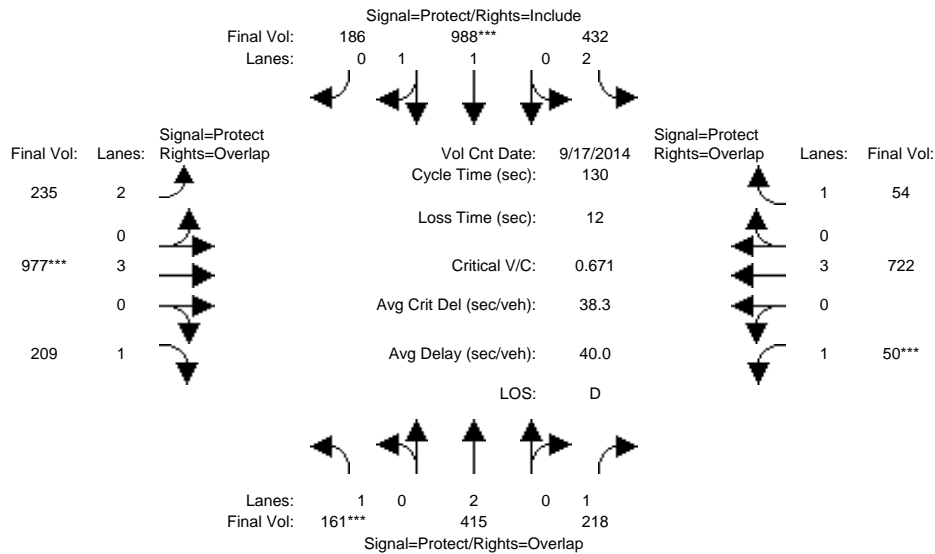 Signal=Protect/Rights=Include
Final Vol: 186 988*** 432
Lanes: 0 1 1 0 2
Signal=Protect Signal=Protect
Final Vol: Lanes: Rights=Overlap Vol Cnt Date: 9/17/2014 Rights=Overlap Lanes: Final Vol:
Cycle Time (sec): 130
235 2 1 54
Loss Time (sec): 12
0 0
977*** 3 Critical V/C: 0.671 3 722
0 Avg Crit Del (sec/veh): 38.3 0
209 1 Avg Delay (sec/veh): 40.0 1 50***
LOS: D
Lanes: 1 0 2 0 1
Final Vol: 161*** 415 218
Signal=Protect/Rights=Overlap